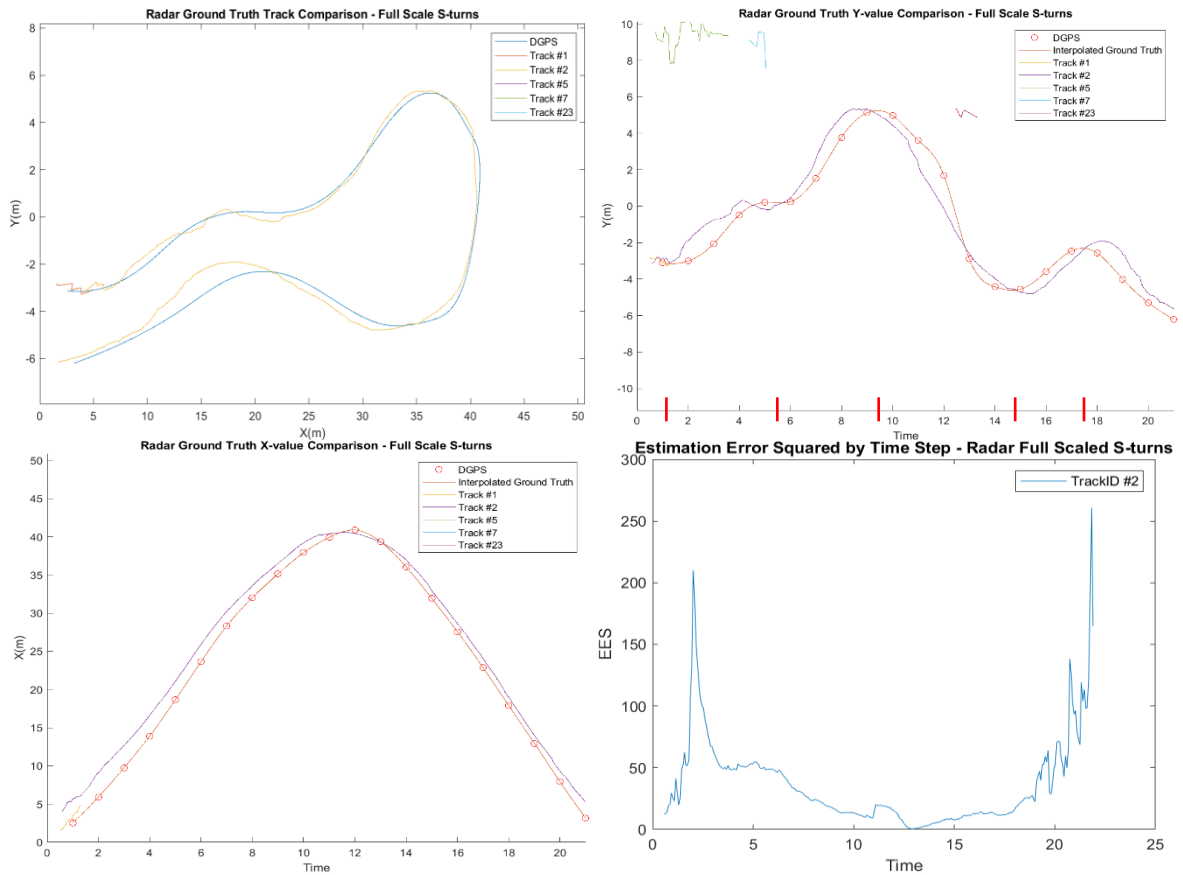 Radar Ground Truth Track Comparison - Full Scale S-turns
8
6
4
2
0
-2
-4
-6
Y(m)
0 5 10 15 20 25 30 35 40 45 50
X(m)
DGPS
Track #1
Track #2
Track #5
Track #7
Track #23
Radar Ground Truth Y-value Comparison - Full Scale S-turns
10
8
6
4
2
0
-2
-4
-6
-8
-10
Y(m)
2 4 6 8 10 12 14 16 18 20
Time
DGPS
Interpolated Ground Truth
Track #1
Track #2
Track #5
Track #7
Track #23
Radar Ground Truth X-value Comparison - Full Scale S-turns
50
45
40
35
30
25
20
15
10
5
0
X(m)
2 4 6 8 10 12 14 16 18 20
Time
DGPS
Interpolated Ground Truth
Track #1
Track #2
Track #5
Track #7
Track #23
Estimation Error Squared by Time Step - Radar Full Scaled S-turns
300
250
200
150
100
50
0
EES
0 5 10 15 20 25
Time
TrackID #2